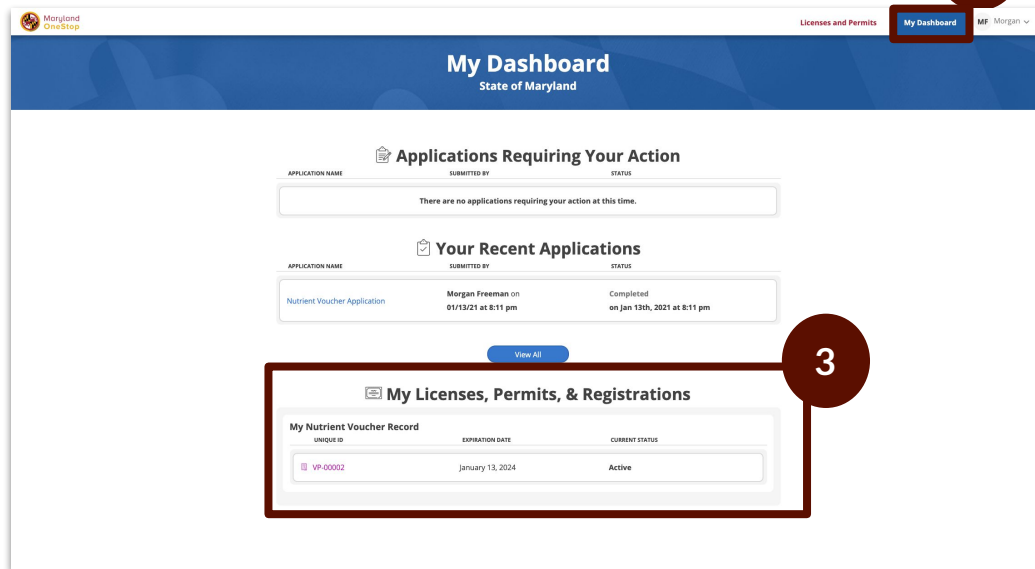 Maryland
OneStop
Licenses and Permits
My Dashboard
MF Morgan
My Dashboard
State of Maryland
Applications Requiring Your Action
APPLICATION NAME SUBMITTED BY STATUS
There are no applications requiring your action at this time.
Your Recent Applications
APPLICATION NAME SUBMITTED BY STATUS
Nutrient Voucher Application Morgan Freeman on Completed
01/13/21 at 8:11 pm on Jan 13th, 2021 at 8:11 pm
View All
3
My Licenses, Permits, & Registrations
My Nutrient Voucher Record
UNIQUE ID EXPIRATION DATE CURRENT STATUS
VP-00002 January 13, 2024 Active